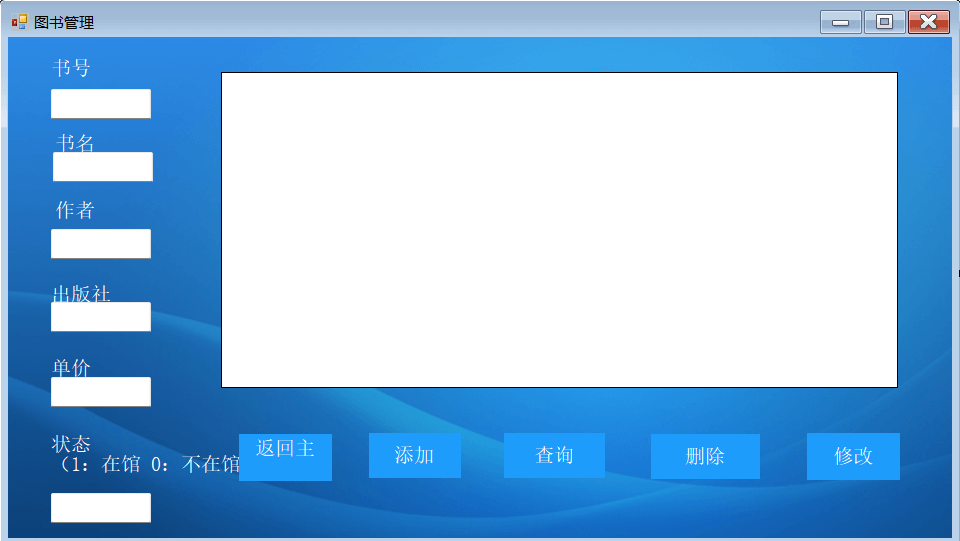 图书管理
书号
书名
作者
出版社
单价
状态
（1：在馆 0：不在馆
返回主
添加
查询
删除
修改